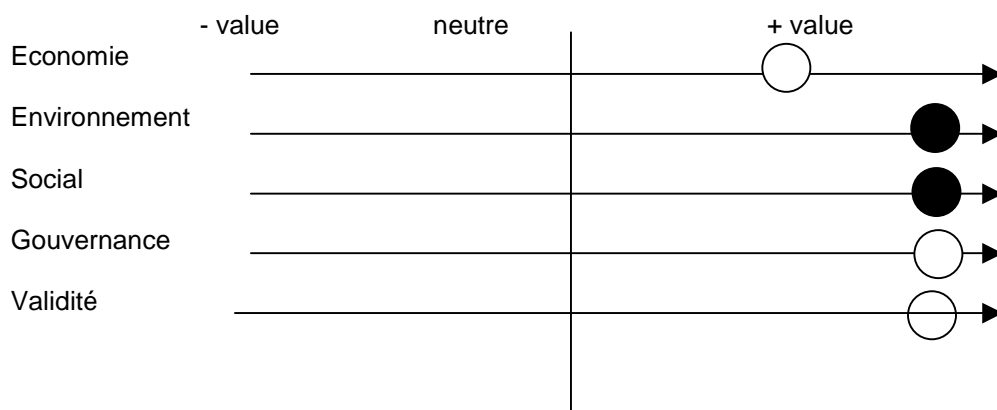 - value neutre + value
Economie
Environnement
Social
Gouvernance
Validité